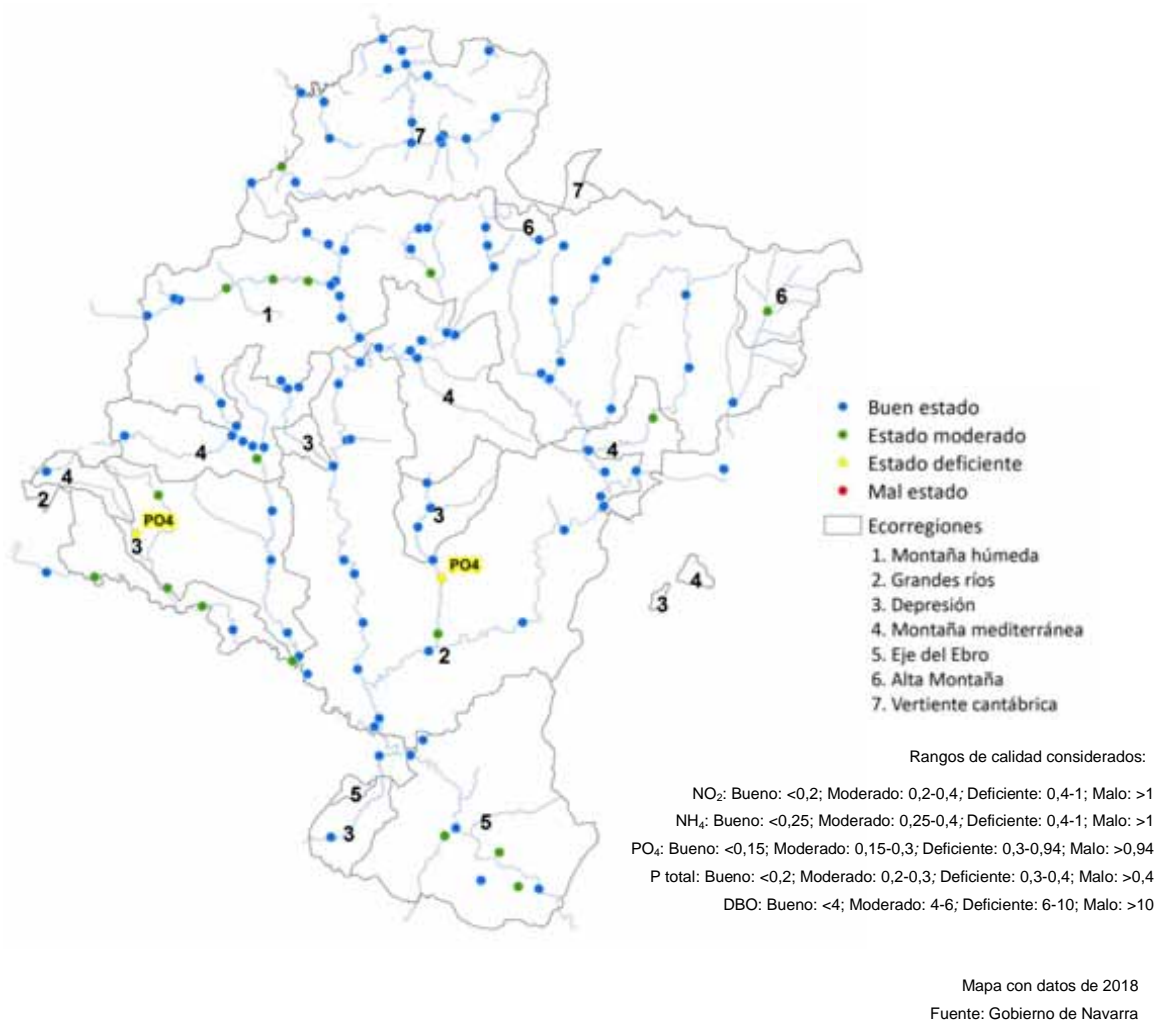 7
7
6
6
1
4
3
4
4
4
2
3
PO4
3
PO4
4
3
2
5
3
5
Buen estado
Estado moderado
Estado deficiente
Mal estado
Ecorregiones
1. Montaña húmeda
2. Grandes ríos
3. Depresión
4. Montaña mediterránea
5. Eje del Ebro
6. Alta Montaña
7. Vertiente cantábrica
Rangos de calidad considerados:
NO₂: Bueno: <0,2; Moderado: 0,2-0,4; Deficiente: 0,4-1; Malo: >1
NH₄: Bueno: <0,25; Moderado: 0,25-0,4; Deficiente: 0,4-1; Malo: >1
PO₄: Bueno: <0,15; Moderado: 0,15-0,3; Deficiente: 0,3-0,94; Malo: >0,94
P total: Bueno: <0,2; Moderado: 0,2-0,3; Deficiente: 0,3-0,4; Malo: >0,4
DBO: Bueno: <4; Moderado: 4-6; Deficiente: 6-10; Malo: >10
Mapa con datos de 2018
Fuente: Gobierno de Navarra